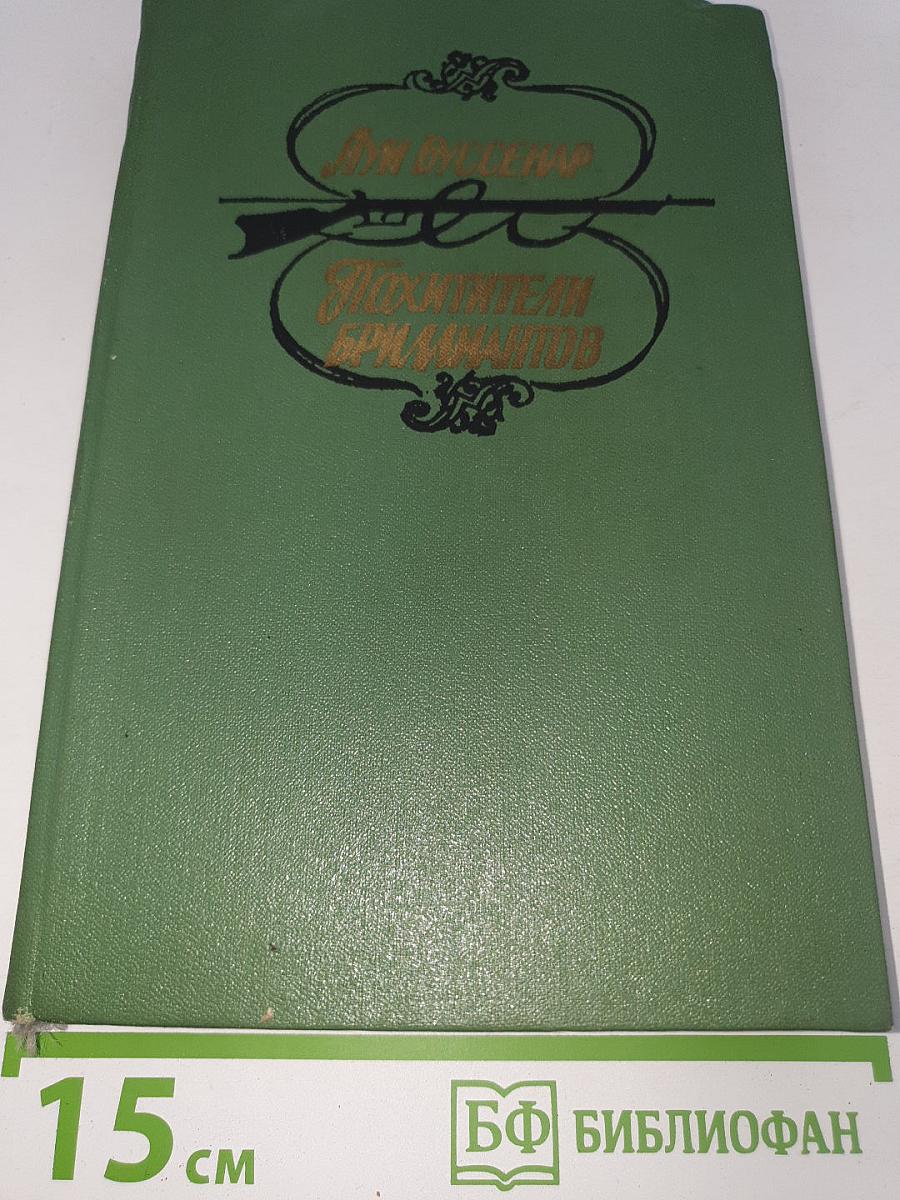 Луи Буссенар
Похитители
бриллиантов
15 см
БФ БИБЛИОФАН